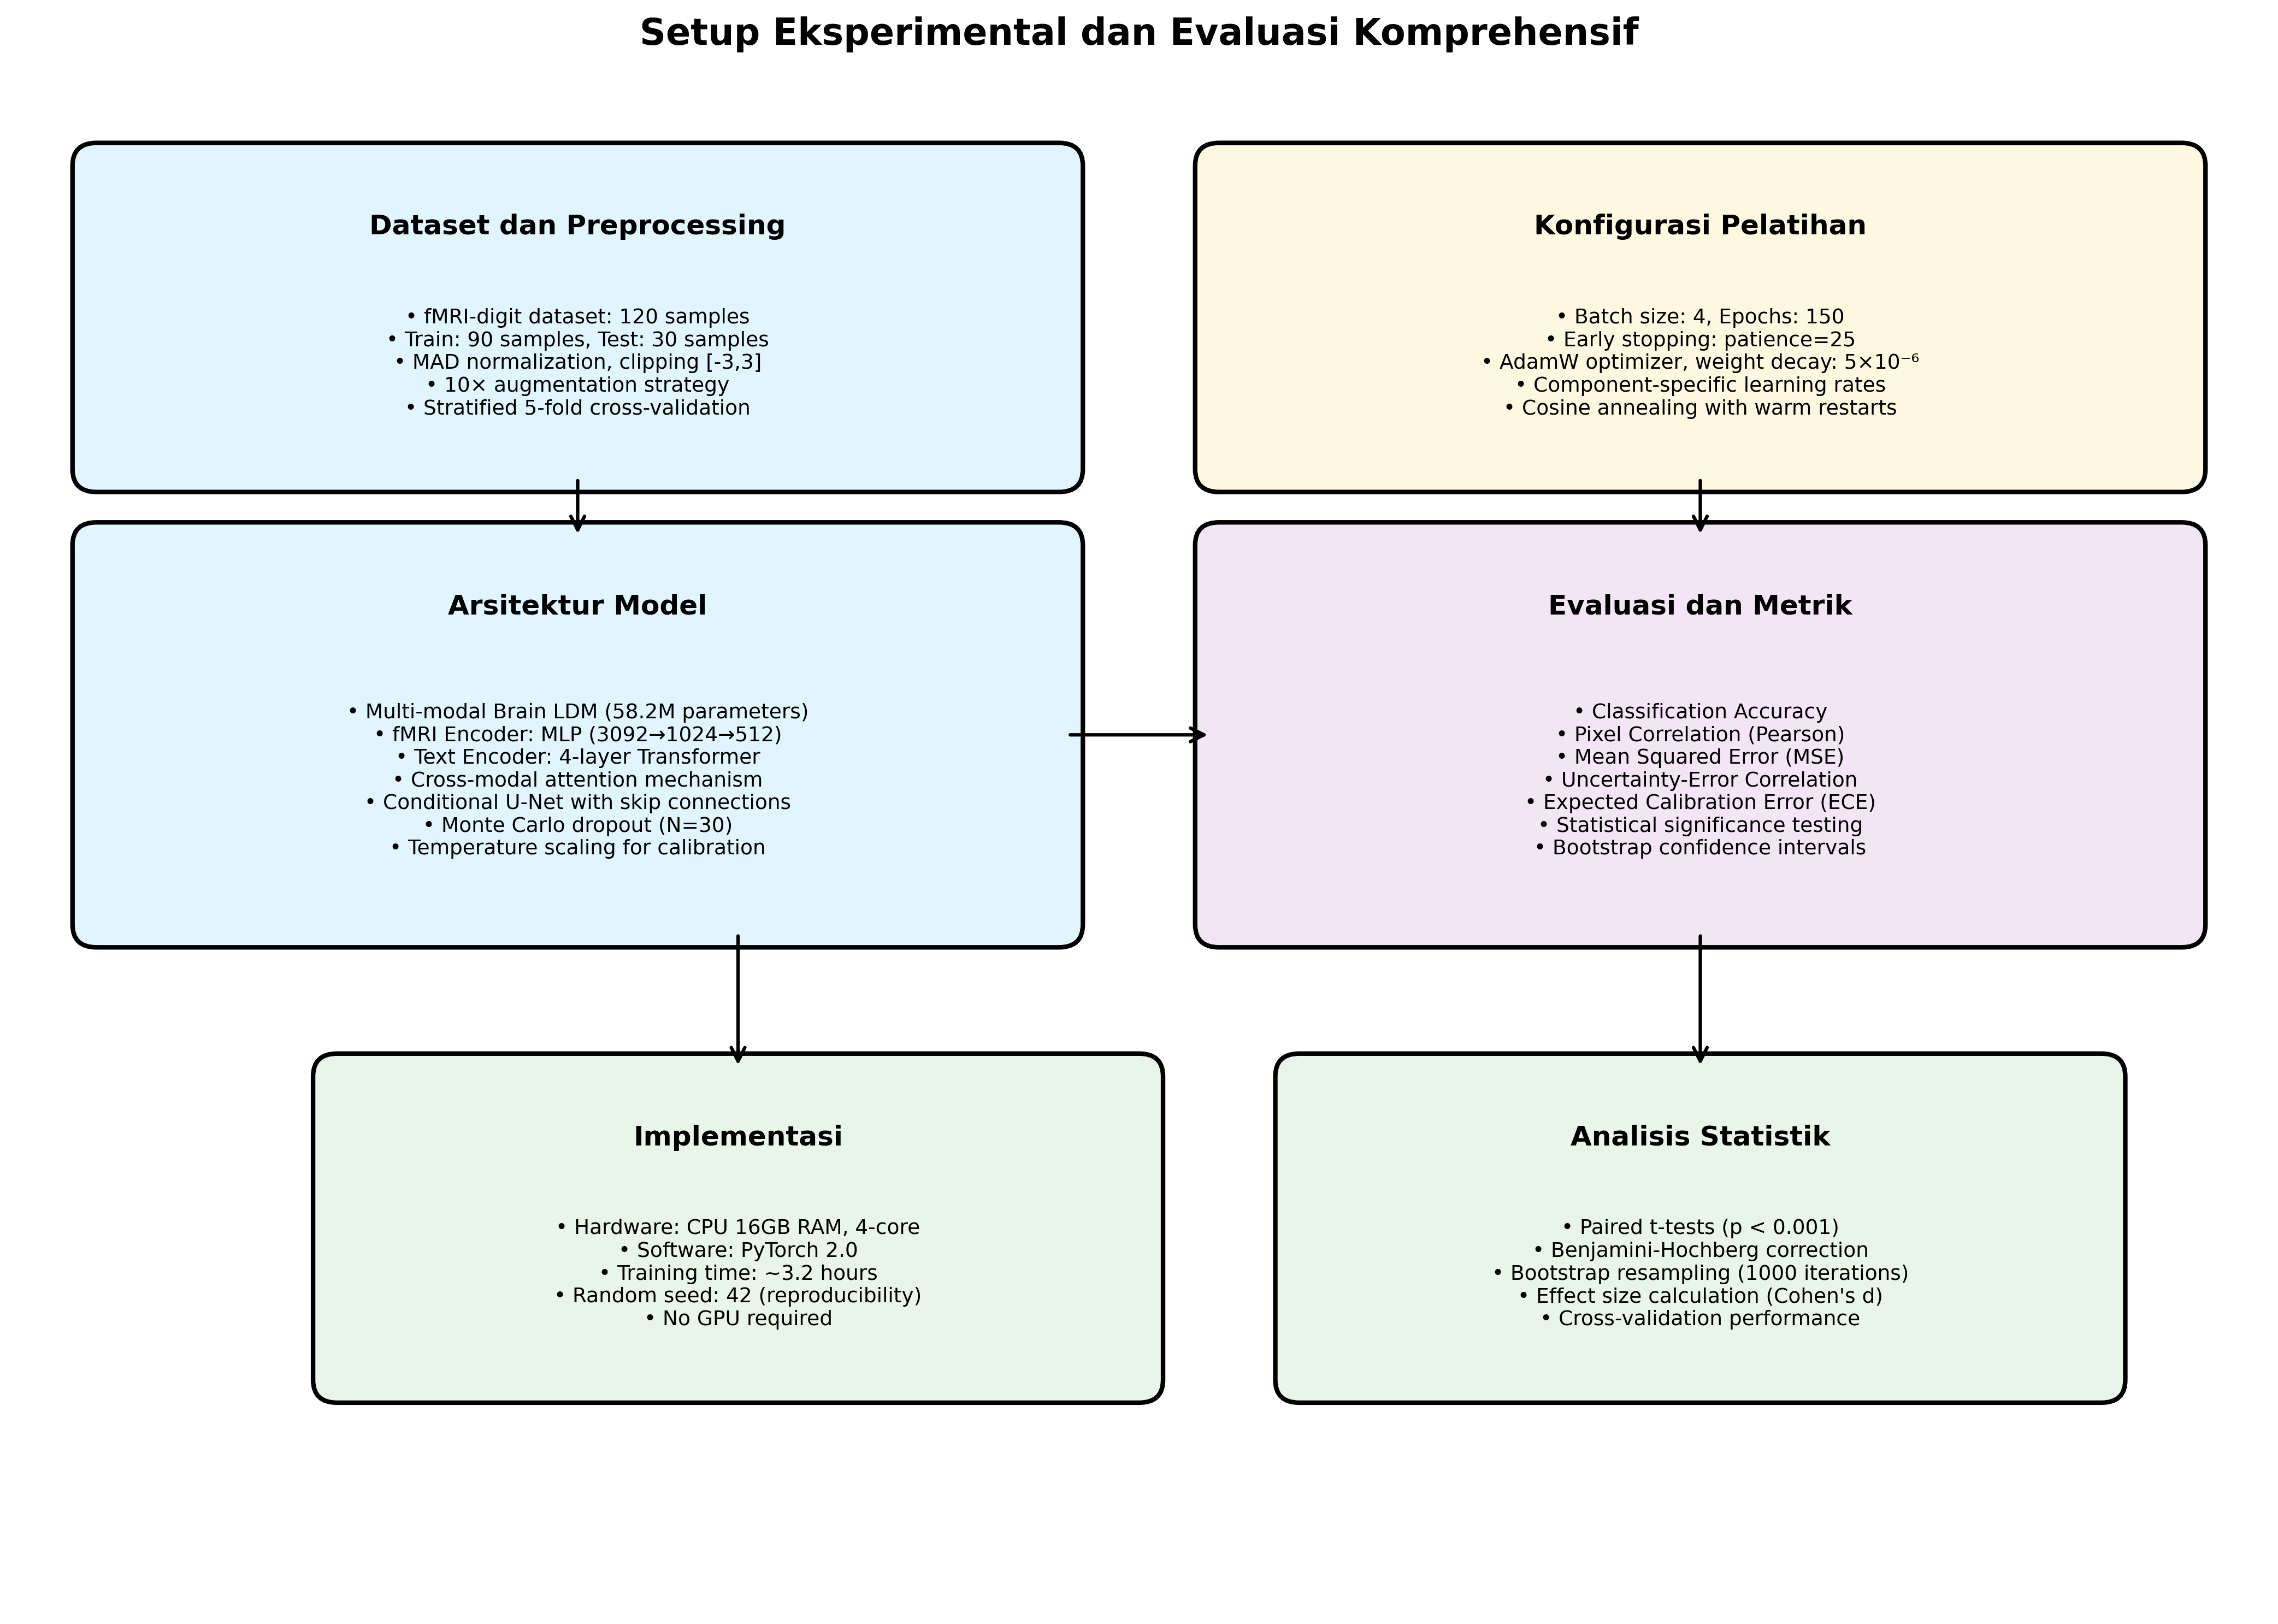 Setup Eksperimental dan Evaluasi Komprehensif
Dataset dan Preprocessing
• fMRI-digit dataset: 120 samples
• Train: 90 samples, Test: 30 samples
• MAD normalization, clipping [-3,3]
• 10× augmentation strategy
• Stratified 5-fold cross-validation
Konfigurasi Pelatihan
• Batch size: 4, Epochs: 150
• Early stopping: patience=25
• AdamW optimizer, weight decay: 5×10⁻⁶
• Component-specific learning rates
• Cosine annealing with warm restarts
Arsitektur Model
• Multi-modal Brain LDM (58.2M parameters)
• fMRI Encoder: MLP (3092→1024→512)
• Text Encoder: 4-layer Transformer
• Cross-modal attention mechanism
• Conditional U-Net with skip connections
• Monte Carlo dropout (N=30)
• Temperature scaling for calibration
Evaluasi dan Metrik
• Classification Accuracy
• Pixel Correlation (Pearson)
• Mean Squared Error (MSE)
• Uncertainty-Error Correlation
• Expected Calibration Error (ECE)
• Statistical significance testing
• Bootstrap confidence intervals
Implementasi
• Hardware: CPU 16GB RAM, 4-core
• Software: PyTorch 2.0
• Training time: ~3.2 hours
• Random seed: 42 (reproducibility)
• No GPU required
Analisis Statistik
• Paired t-tests (p < 0.001)
• Benjamini-Hochberg correction
• Bootstrap resampling (1000 iterations)
• Effect size calculation (Cohen's d)
• Cross-validation performance